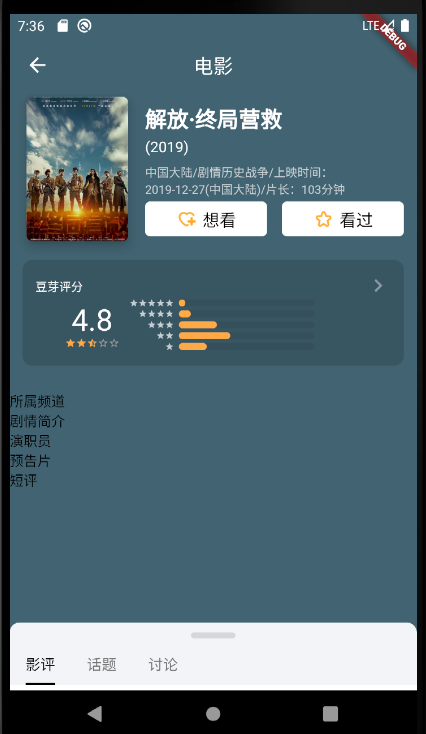 7:36
LTE
DEBUG
电影
解放·终局营救
(2019)
中国大陆/剧情历史战争/上映时间：
2019-12-27(中国大陆)/片长：103分钟
想看
看过
豆芽评分
4.8
所属频道
剧情简介
演职员
预告片
短评
影评
话题
讨论